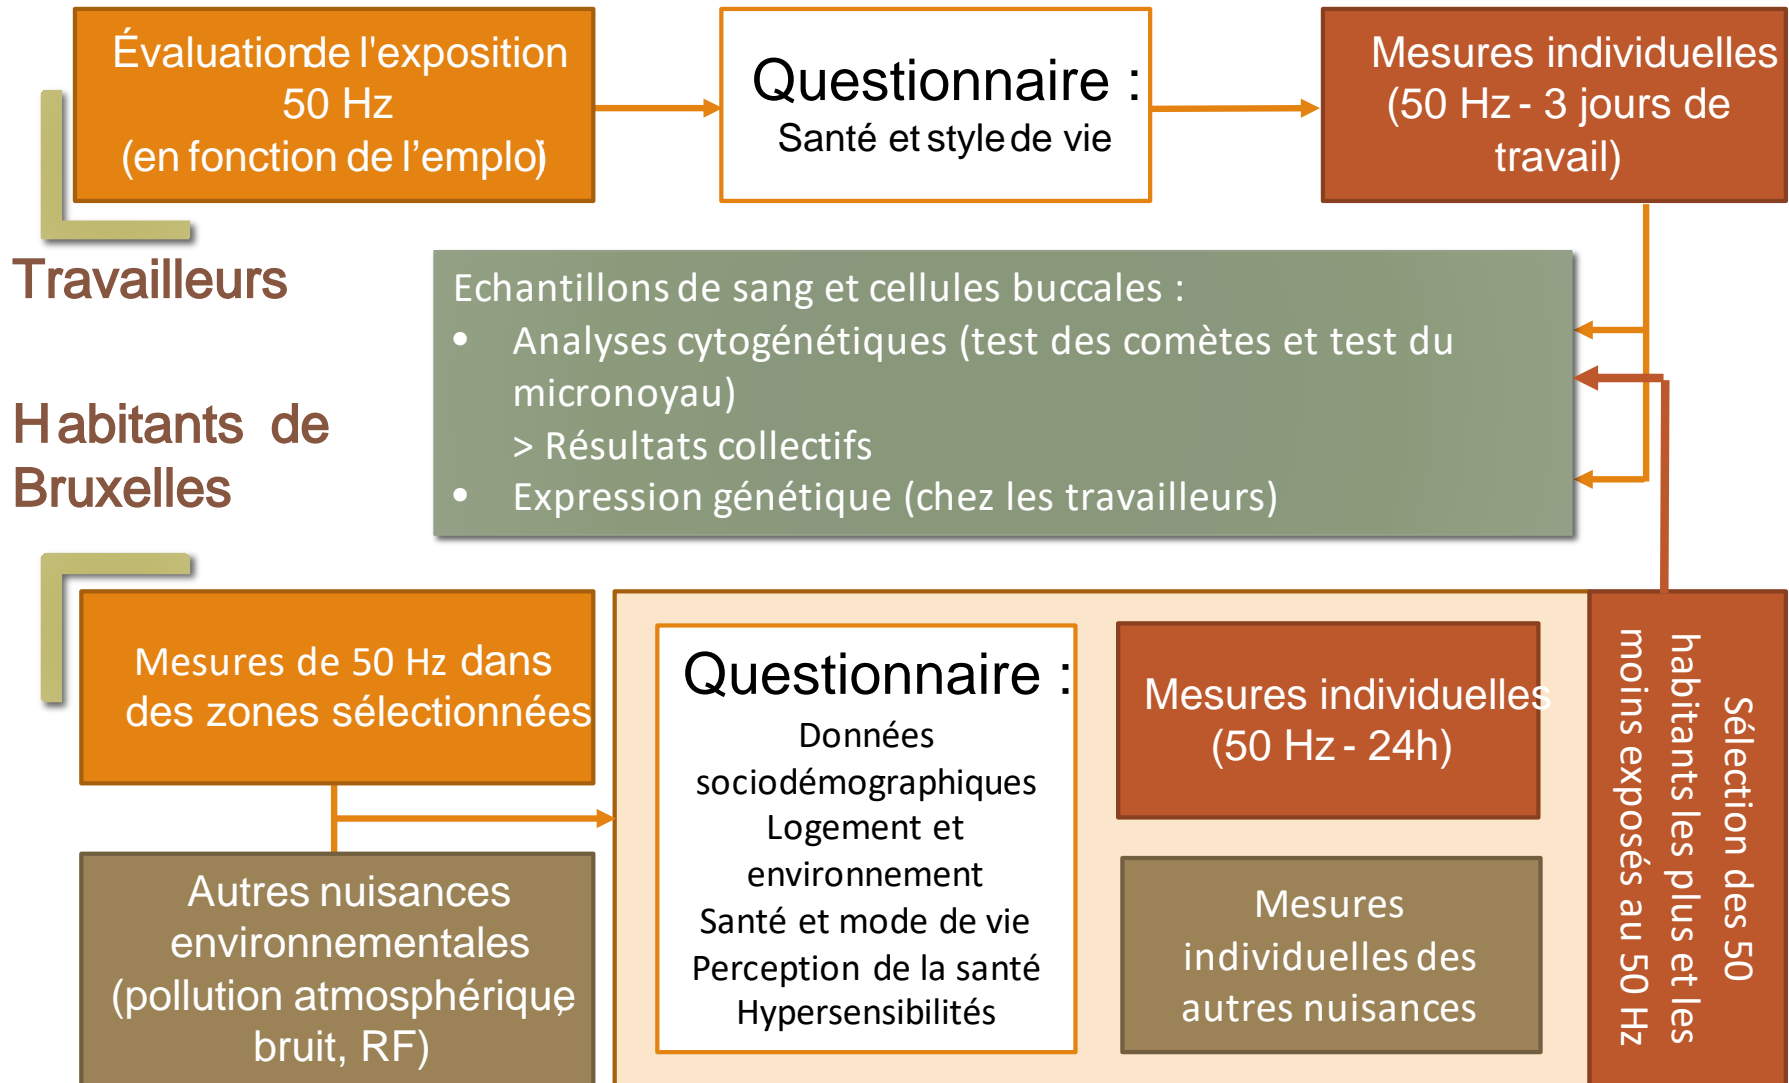 Évaluation de l'exposition
50 Hz
(en fonction de l'emploi)
Questionnaire :
Santé et style de vie
Mesures individuelles
(50 Hz - 3 jours de
travail)
Travailleurs
Echantillons de sang et cellules buccales :
• Analyses cytogénétiques (test des comètes et test du
micronoyau)
> Résultats collectifs
• Expression génétique (chez les travailleurs)
Habitants de
Bruxelles
Mesures de 50 Hz dans
des zones sélectionnées
Autres nuisances
environnementales
(pollution atmosphérique,
bruit, RF)
Questionnaire :
Données
sociodémographiques
Logement et
environnement
Santé et mode de vie
Perception de la santé
Hypersensibilités
Mesures individuelles
(50 Hz - 24h)
Mesures
individuelles des
autres nuisances
Sélection des 50
habitants les plus et les
moins exposés au 50 Hz